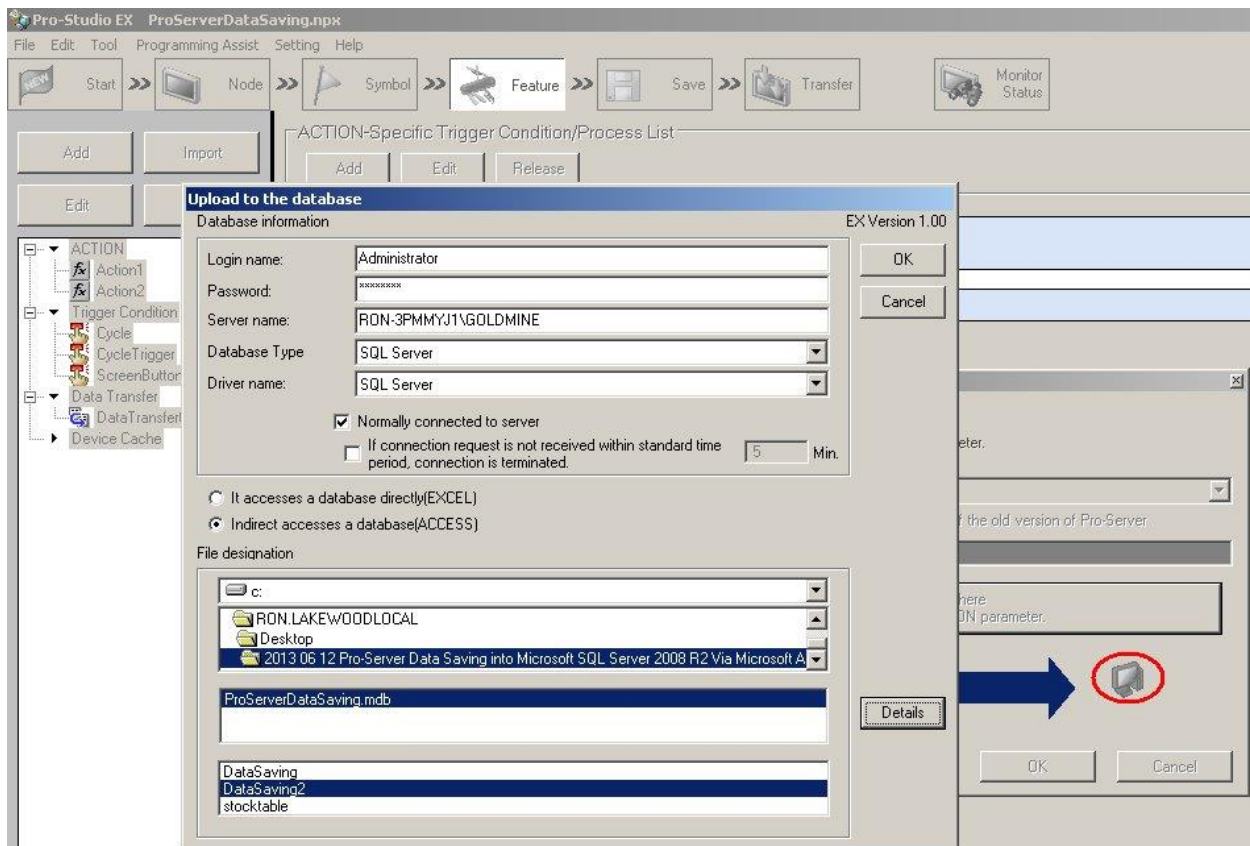 Pro-Studio EX ProServerDataSaving.npx
File Edit Tool Programming Assist Setting Help
NEW Start >> Node >> Symbol >> Feature >> Save >> Transfer Monitor Status
ACTION-Specific Trigger Condition/Process List
Add Import
Add Edit Release
Edit
Upload to the database
Database information EX Version 1.00
ACTION
fx Action1
fx Action2
Trigger Condition
Cycle
CycleTrigger
ScreenButton
Data Transfer
DataTransfer
Device Cache
Login name: Administrator OK
Password: ×××××××× Cancel
Server name: RON-3PMMYJ1\GOLDMINE
Database Type SQL Server
Driver name: SQL Server
Normally connected to server
If connection request is not received within standard time
period, connection is terminated. 5 Min.
It accesses a database directly(EXCEL)
Indirect accesses a database(ACCESS)
File designation
c:
RON.LAKEWOODLOCAL
Desktop
2013 06 12 Pro-Server Data Saving into Microsoft SQL Server 2008 R2 Via Microsoft A
ProServerDataSaving.mdb
Details
DataSaving
DataSaving2
stocktable
eter.
f the old version of Pro-Server
here
ON parameter.
OK Cancel